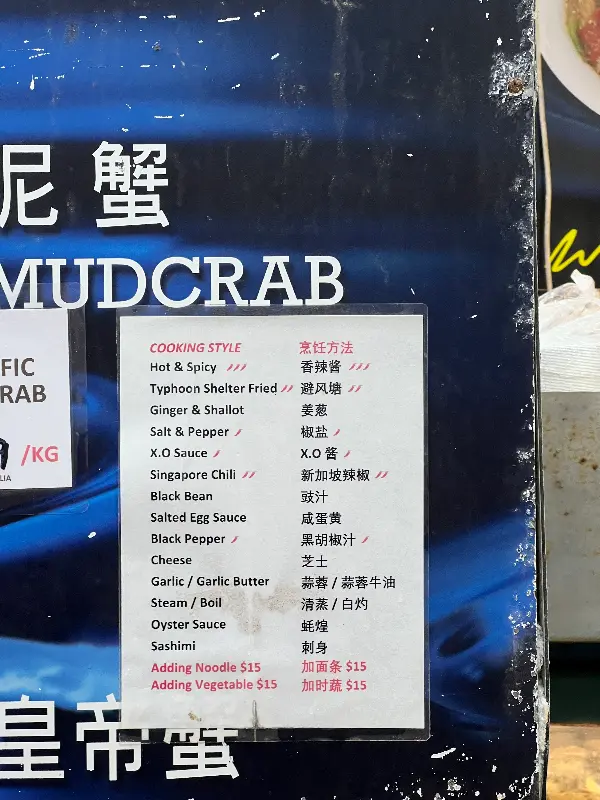 尼蟹
MUDCRAB
FIC
RAB
/KG
COOKING STYLE 烹饪方法
Hot & Spicy 香辣酱
Typhoon Shelter Fried 避风塘
Ginger & Shallot 姜葱
Salt & Pepper 椒盐
X.O Sauce X.O 酱
Singapore Chili 新加坡辣椒
Black Bean 豉汁
Salted Egg Sauce 咸蛋黄
Black Pepper 黑胡椒汁
Cheese 芝士
Garlic / Garlic Butter 蒜蓉 / 蒜蓉牛油
Steam / Boil 清蒸 / 白灼
Oyster Sauce 蚝煌
Sashimi 刺身
Adding Noodle $15 加面条 $15
Adding Vegetable $15 加时蔬 $15
皇帝蟹